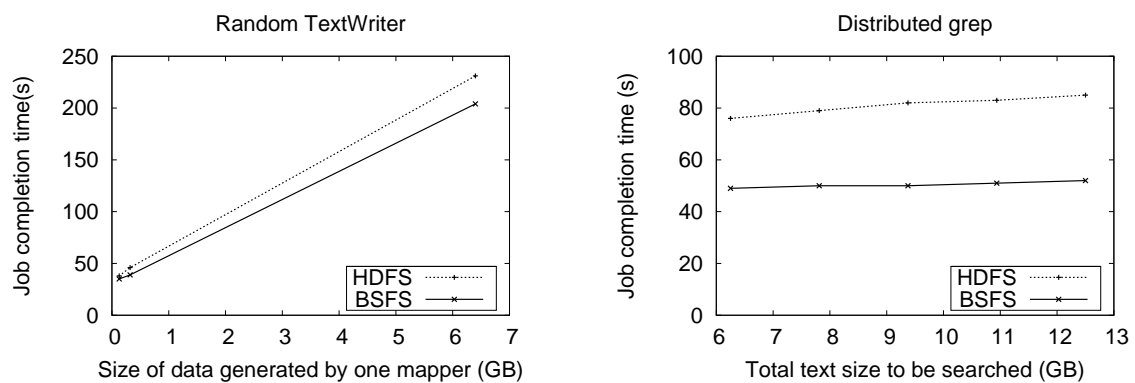 Random TextWriter
Job completion time(s)
250
200
150
100
50
0
0 1 2 3 4 5 6 7
Size of data generated by one mapper (GB)
HDFS
BSFS
Distributed grep
Job completion time (s)
100
80
60
40
20
0
6 7 8 9 10 11 12 13
Total text size to be searched (GB)
HDFS
BSFS